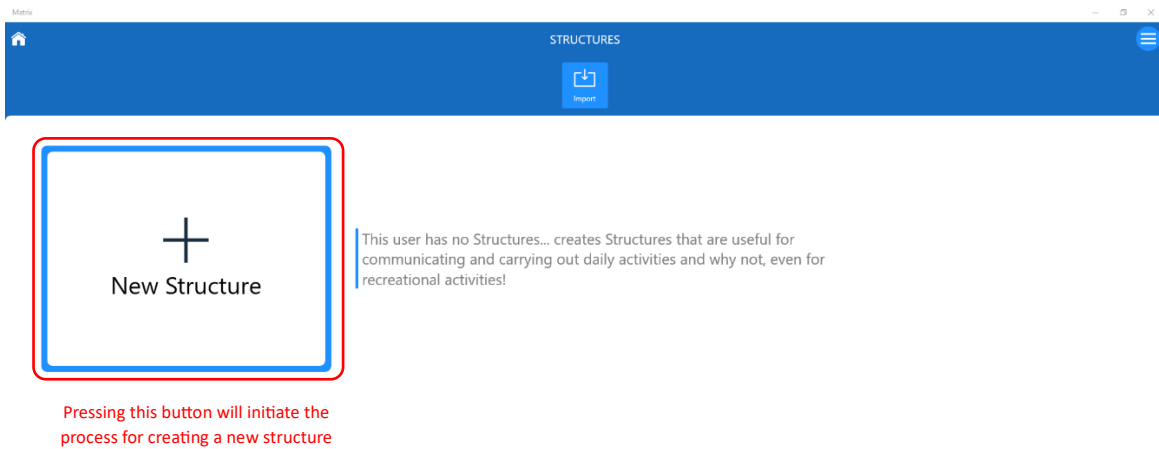 Matrix
STRUCTURES
Import
New Structure
This user has no Structures... creates Structures that are useful for
communicating and carrying out daily activities and why not, even for
recreational activities!
Pressing this button will initiate the
process for creating a new structure